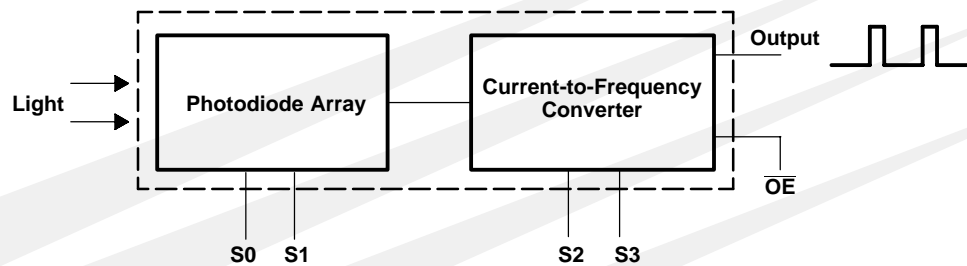 Output
Light
Photodiode Array
Current-to-Frequency
Converter
OE
S0 S1 S2 S3